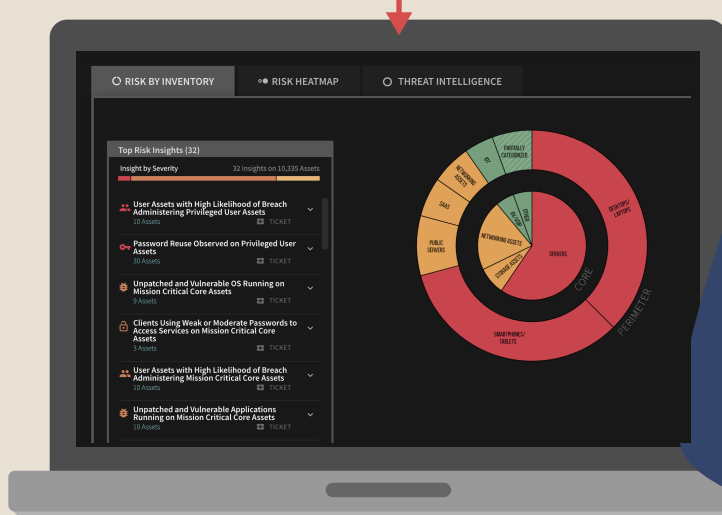 RISK BY INVENTORY
RISK HEATMAP
THREAT INTELLIGENCE
Top Risk Insights (32)
Insight by Severity
32 Insights on 10,335 Assets
User Assets with High Likelihood of Breach
Administering Privileged User Assets
10 Assets
TICKET
Password Reuse Observed on Privileged User
Assets
30 Assets
TICKET
Unpatched and Vulnerable OS Running on
Mission Critical Core Assets
9 Assets
TICKET
Clients Using Weak or Moderate Passwords to
Access Services on Mission Critical Core
Assets
3 Assets
TICKET
User Assets with High Likelihood of Breach
Administering Mission Critical Core Assets
10 Assets
TICKET
Unpatched and Vulnerable Applications
Running on Mission Critical Core Assets
10 Assets
TICKET
PARTIALLY
CATEGORIZED
NETWORKING
ASSETS
SAAS
PUBLIC
SERVERS
SMARTPHONES/
TABLETS
DESKTOPS/
LAPTOPS
PERIMETER
OTHER
NETWORKING ASSETS
STORAGE ASSETS
SERVERS
CORE